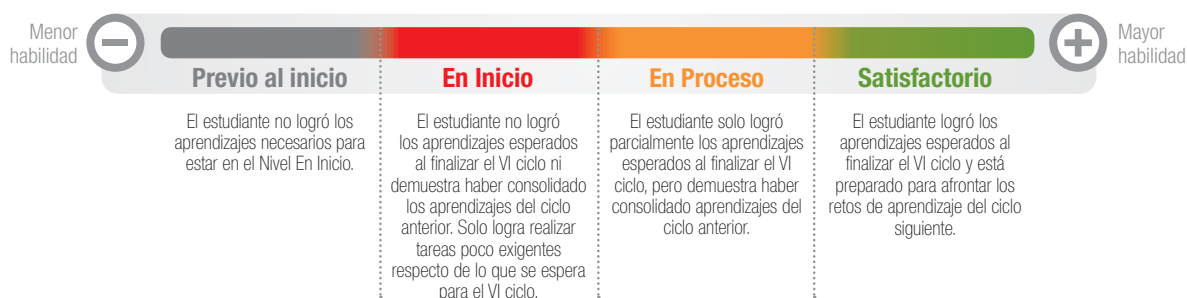 Menor
habilidad
Mayor
habilidad
Previo al inicio
El estudiante no logró los
aprendizajes necesarios para
estar en el Nivel En Inicio.
En Inicio
El estudiante no logró
los aprendizajes esperados
al finalizar el VI ciclo ni
demuestra haber consolidado
los aprendizajes del ciclo
anterior. Solo logra realizar
tareas poco exigentes
respecto de lo que se espera
para el VI ciclo.
En Proceso
El estudiante solo logró
parcialmente los aprendizajes
esperados al finalizar el VI
ciclo, pero demuestra haber
consolidado aprendizajes del
ciclo anterior.
Satisfactorio
El estudiante logró los
aprendizajes esperados al
finalizar el VI ciclo y está
preparado para afrontar los
retos de aprendizaje del ciclo
siguiente.